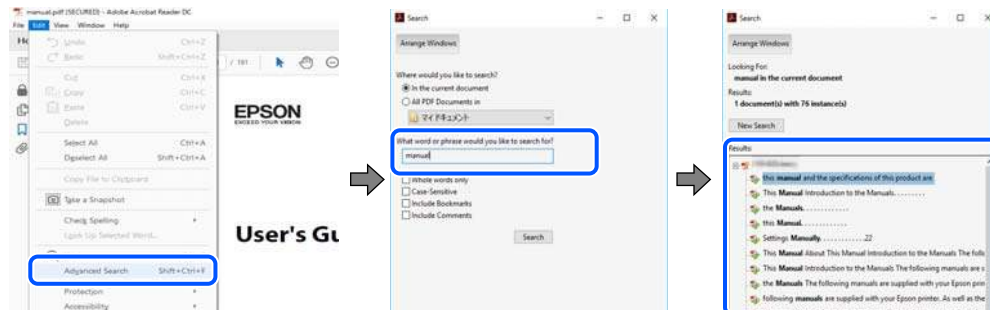 manual.pdf (SECURED) - Adobe Acrobat Reader DC
File Edit View Window Help
Undo Ctrl+Z
Redo Shift+Ctrl+Z
Cut Ctrl+X
Copy Ctrl+C
Paste Ctrl+V
Delete
Select All Ctrl+A
Deselect All Shift+Ctrl+A
Copy File to Clipboard
Take a Snapshot
Check Spelling
Look Up Selected Word...
Advanced Search Shift+Ctrl+F
Protection
Accessibility
/ 191
EPSON
EXCEED YOUR VISION
User's Gu
Search
Arrange Windows
Where would you like to search?
In the current document
All PDF Documents in
マイ ドキュメント
What word or phrase would you like to search for?
manual
Whole words only
Case-Sensitive
Include Bookmarks
Include Comments
Search
Search
Arrange Windows
Looking For:
manual in the current document
Results:
1 document(s) with 76 instance(s)
New Search
Results:
this manual and the specifications of this product are
This Manual Introduction to the Manuals. . . . . . . . .
the Manuals. . . . . . . . . . . . .
this Manual. . . . . . . . . . . . .
Settings Manually. . . . . . . . . . . . .22
This Manual About This Manual Introduction to the Manuals The follo
This Manual Introduction to the Manuals The following manuals are s
the Manuals The following manuals are supplied with your Epson prin
following manuals are supplied with your Epson printer. As well as the